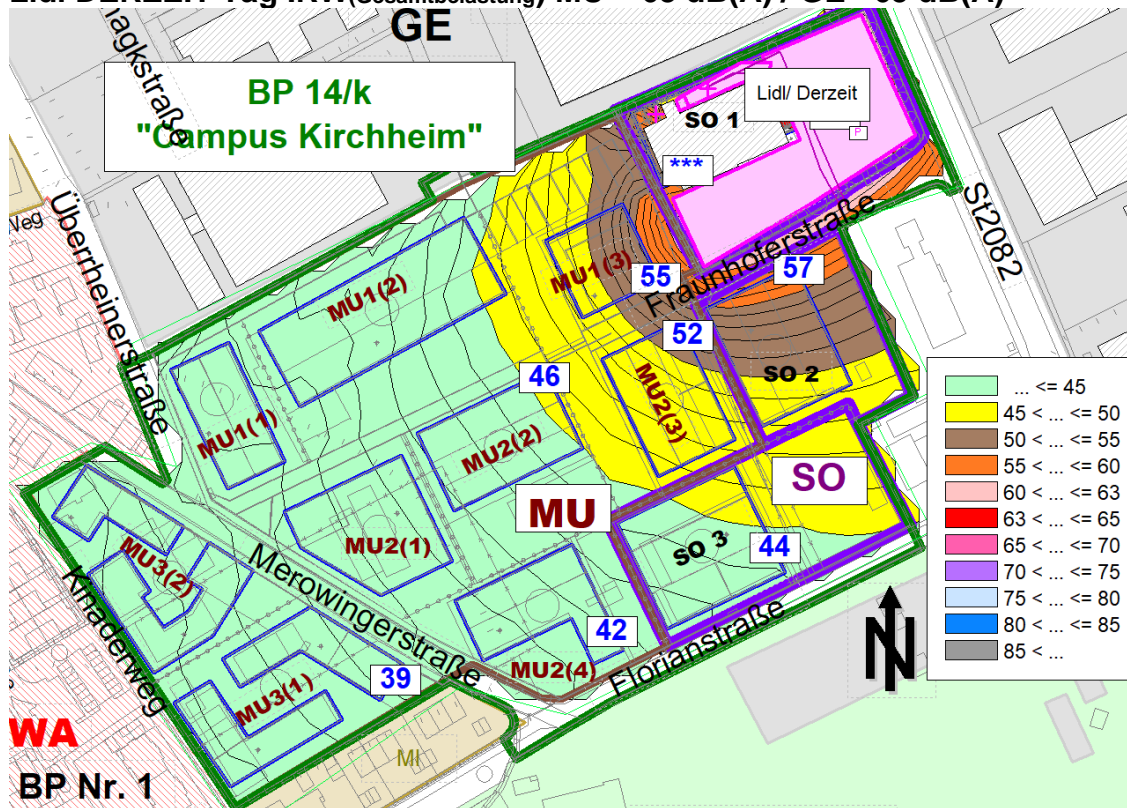 GE
BP 14/k
"Campus Kirchheim"
Lidl/ Derzeit
SO 1
P
***
Überrheinerstraße
St2082
Fraunhoferstraße
MU1(2)
MU1(3)
55
57
52
46
SO 2
MU2(3)
MU1(1)
MU2(2)
SO
MU
MU2(1)
SO 3
44
MU3(2)
Merowingerstraße
42
Florianstraße
MU2(4)
39
MU3(1)
Kinaderweg
WA
BP Nr. 1
MI
N
... <= 45
45 < ... <= 50
50 < ... <= 55
55 < ... <= 60
60 < ... <= 63
63 < ... <= 65
65 < ... <= 70
70 < ... <= 75
75 < ... <= 80
80 < ... <= 85
85 < ...